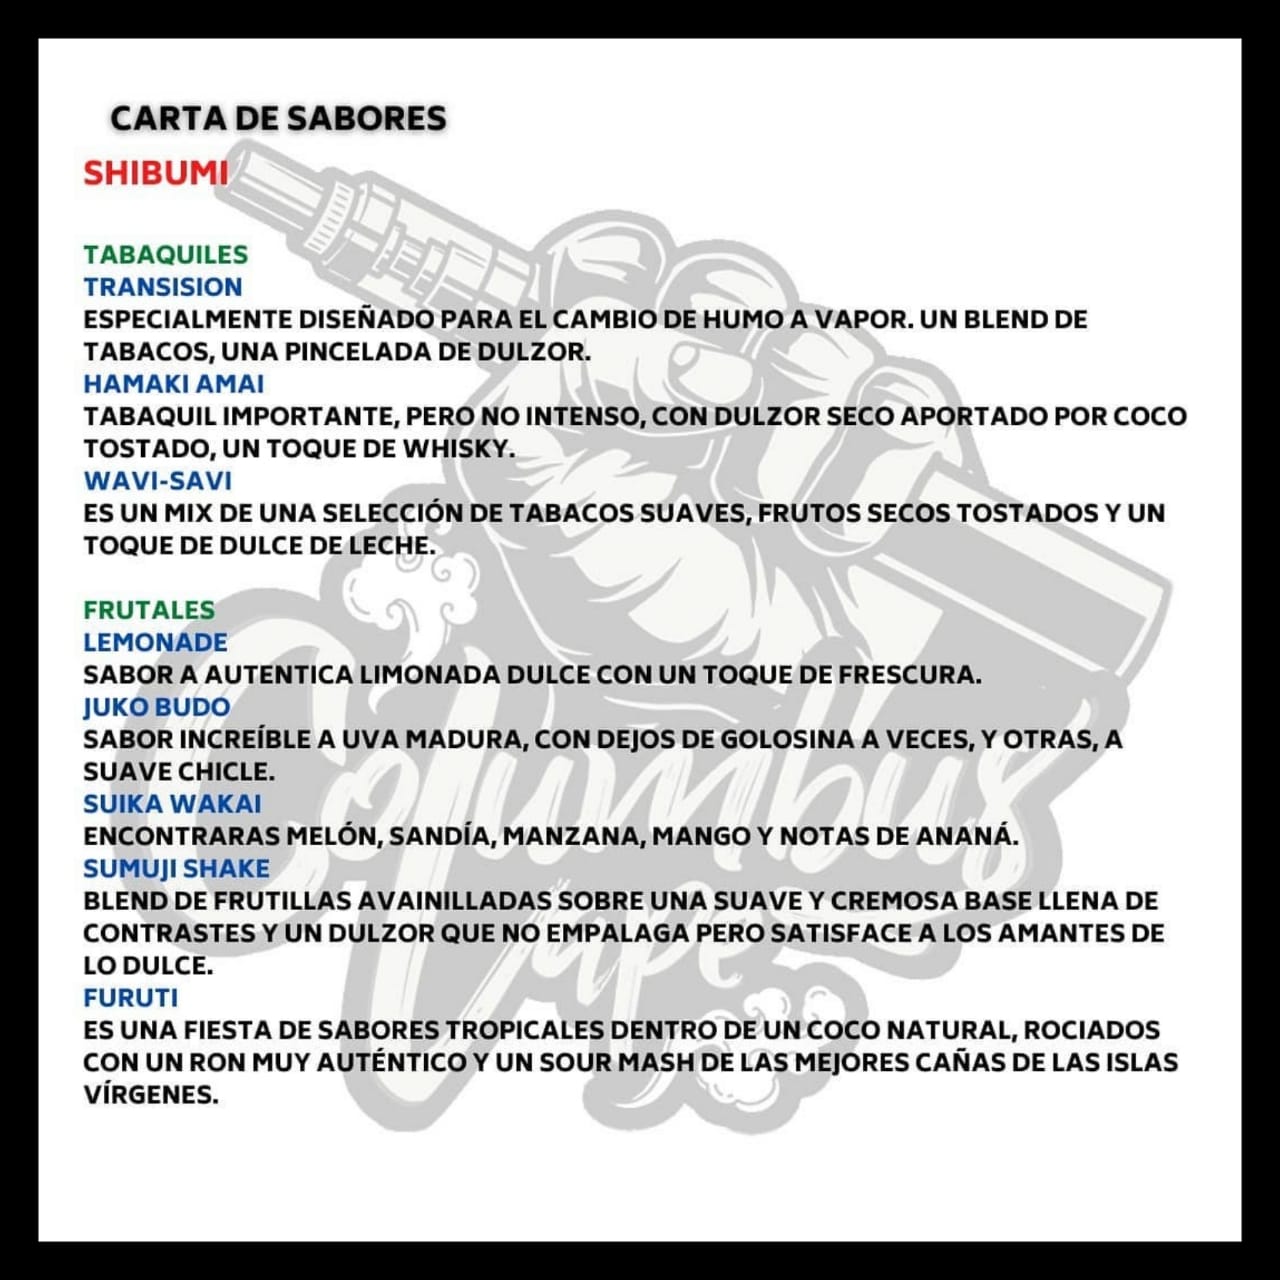 CARTA DE SABORES
SHIBUMI
TABAQUILES
TRANSISION
ESPECIALMENTE DISEÑADO PARA EL CAMBIO DE HUMO A VAPOR. UN BLEND DE
TABACOS, UNA PINCELADA DE DULZOR.
HAMAKI AMAI
TABAQUIL IMPORTANTE, PERO NO INTENSO, CON DULZOR SECO APORTADO POR COCO
TOSTADO, UN TOQUE DE WHISKY.
WAVI-SAVI
ES UN MIX DE UNA SELECCIÓN DE TABACOS SUAVES, FRUTOS SECOS TOSTADOS Y UN
TOQUE DE DULCE DE LECHE.
FRUTALES
LEMONADE
SABOR A AUTENTICA LIMONADA DULCE CON UN TOQUE DE FRESCURA.
JUKO BUDO
SABOR INCREÍBLE A UVA MADURA, CON DEJOS DE GOLOSINA A VECES, Y OTRAS, A
SUAVE CHICLE.
SUIKA WAKAI
ENCONTRARAS MELÓN, SANDÍA, MANZANA, MANGO Y NOTAS DE ANANÁ.
SUMUJI SHAKE
BLEND DE FRUTILLAS AVAINILLADAS SOBRE UNA SUAVE Y CREMOSA BASE LLENA DE
CONTRASTES Y UN DULZOR QUE NO EMPALAGA PERO SATISFACE A LOS AMANTES DE
LO DULCE.
FURUTI
ES UNA FIESTA DE SABORES TROPICALES DENTRO DE UN COCO NATURAL, ROCIADOS
CON UN RON MUY AUTÉNTICO Y UN SOUR MASH DE LAS MEJORES CAÑAS DE LAS ISLAS
VÍRGENES.
Columbus
Vape